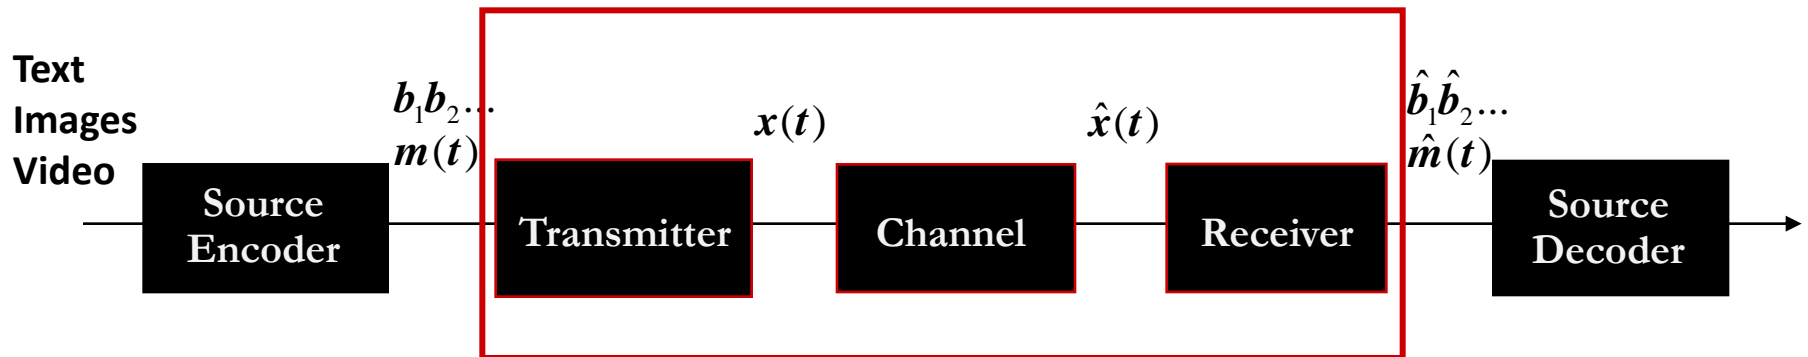 Text
Images
Video
b₁b₂...
m(t)
x(t)
x̂(t)
b̂₁b̂₂...
m̂(t)
Source
Encoder
Transmitter
Channel
Receiver
Source
Decoder